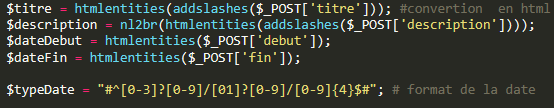 $titre = htmlentities(addslashes($_POST['titre'])); #convertion  en html
$description = nl2br(htmlentities(addslashes($_POST['description'])));
$dateDebut = htmlentities($_POST['debut']);
$dateFin = htmlentities($_POST['fin']);
$typeDate = "#^[0-3]?[0-9]/[01]?[0-9]/[0-9]{4}$#"; # format de la date